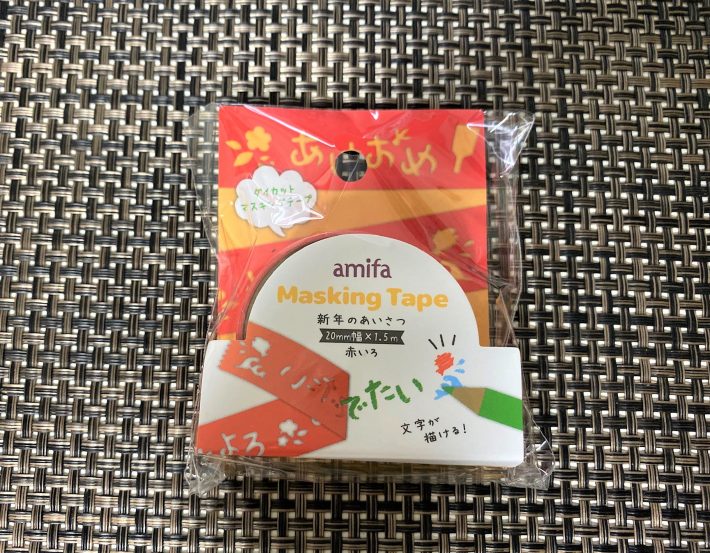 あけおめ！
ダイカット
マスキングテープ
amifa
Masking Tape
新年のあいさつ
20mm幅×1.5m
赤いろ
でたい
よろ
文字が
描ける！